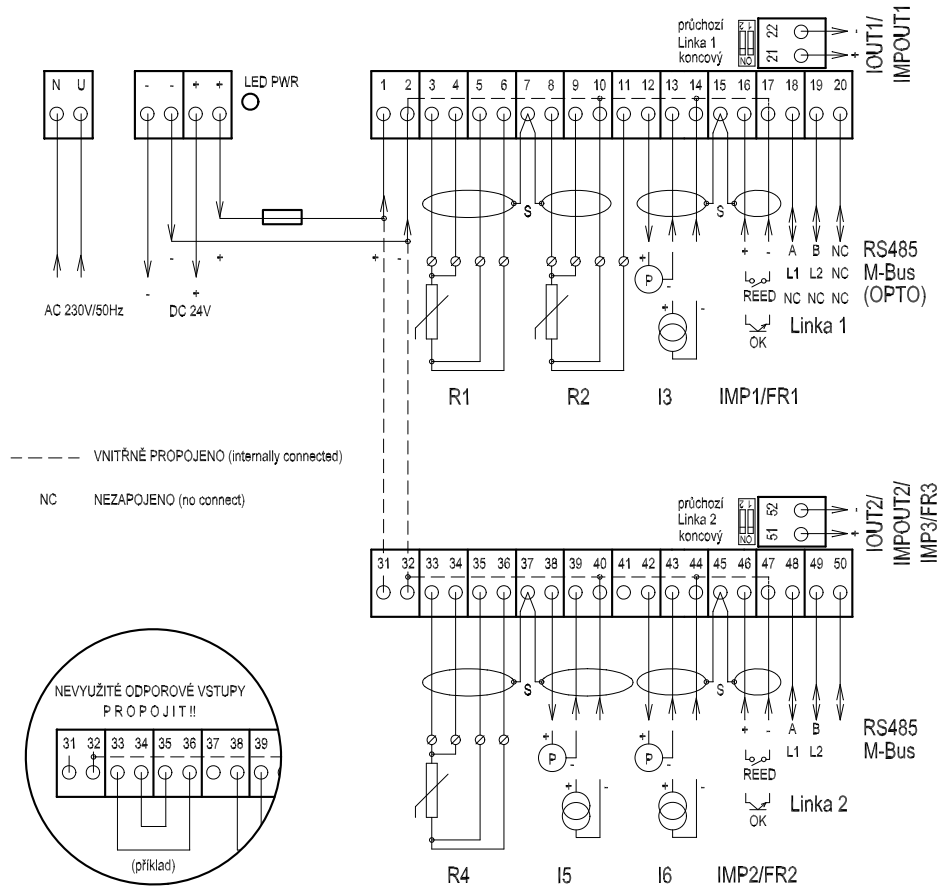 průchozí
Linka 1
koncový
2 1
NO
22
21
-
+
IOUT1/
IMPOUT1
N U
- - + +
LED PWR
1 2 3 4 5 6 7 8 9 10 11 12 13 14 15 16 17 18 19 20
S
S
- +
+ -
+ -
A B NC
RS485
L1 L2 NC
M-Bus
NC NC NC
(OPTO)
AC 230V/50Hz
- +
DC 24V
+
P
-
+ -
REED
OK
Linka 1
R1
R2
I3
IMP1/FR1
VNITŘNĚ PROPOJENO (internally connected)
NC
NEZAPOJENO (no connect)
průchozí
Linka 2
koncový
2 1
NO
52
51
-
+
IOUT2/
IMPOUT2/
IMP3/FR3
31 32 33 34 35 36 37 38 39 40 41 42 43 44 45 46 47 48 49 50
S
S
+ -
A B
RS485
L1 L2
M-Bus
+
P
-
+
P
-
+ -
+ -
REED
OK
Linka 2
R4
I5
I6
IMP2/FR2
NEVYUŽITÉ ODPOROVÉ VSTUPY
PROPOJIT!!
31 32 33 34 35 36 37 38 39
(příklad)